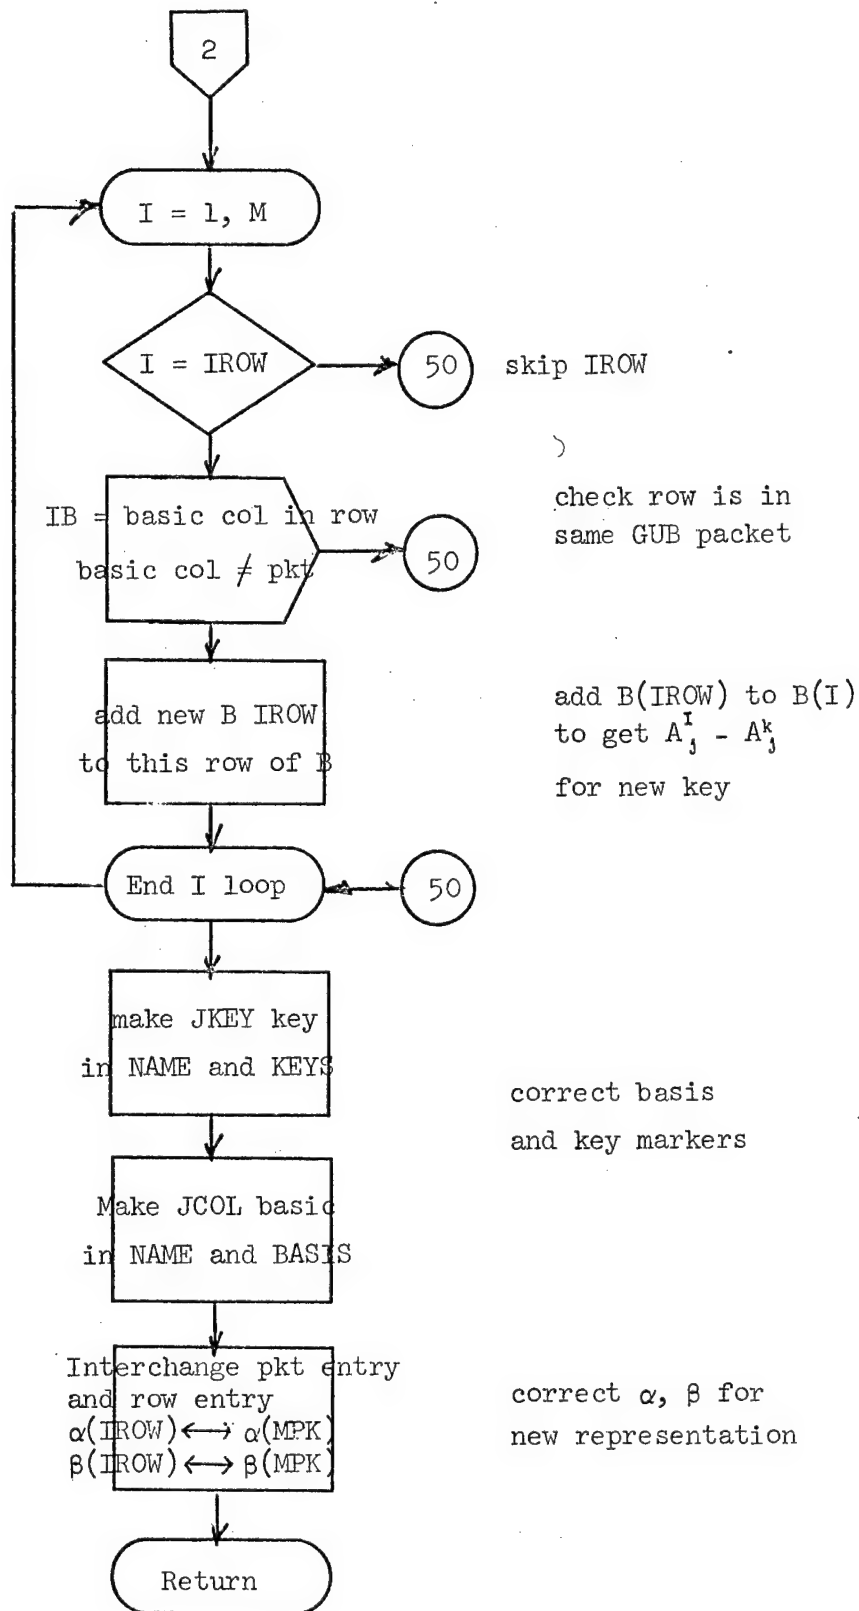 2
I = 1, M
I = IROW
50
skip IROW
IB = basic col in row
basic col ≠ pkt
50
check row is in
same GUB packet
add new B IROW
to this row of B
add B(IROW) to B(I)
to get A^I_j - A^k_j
for new key
End I loop
50
make JKEY key
in NAME and KEYS
correct basis
and key markers
Make JCOL basic
in NAME and BASIS
Interchange pkt entry
and row entry
α(IROW) ↔ α(MPK)
β(IROW) ↔ β(MPK)
correct α, β for
new representation
Return